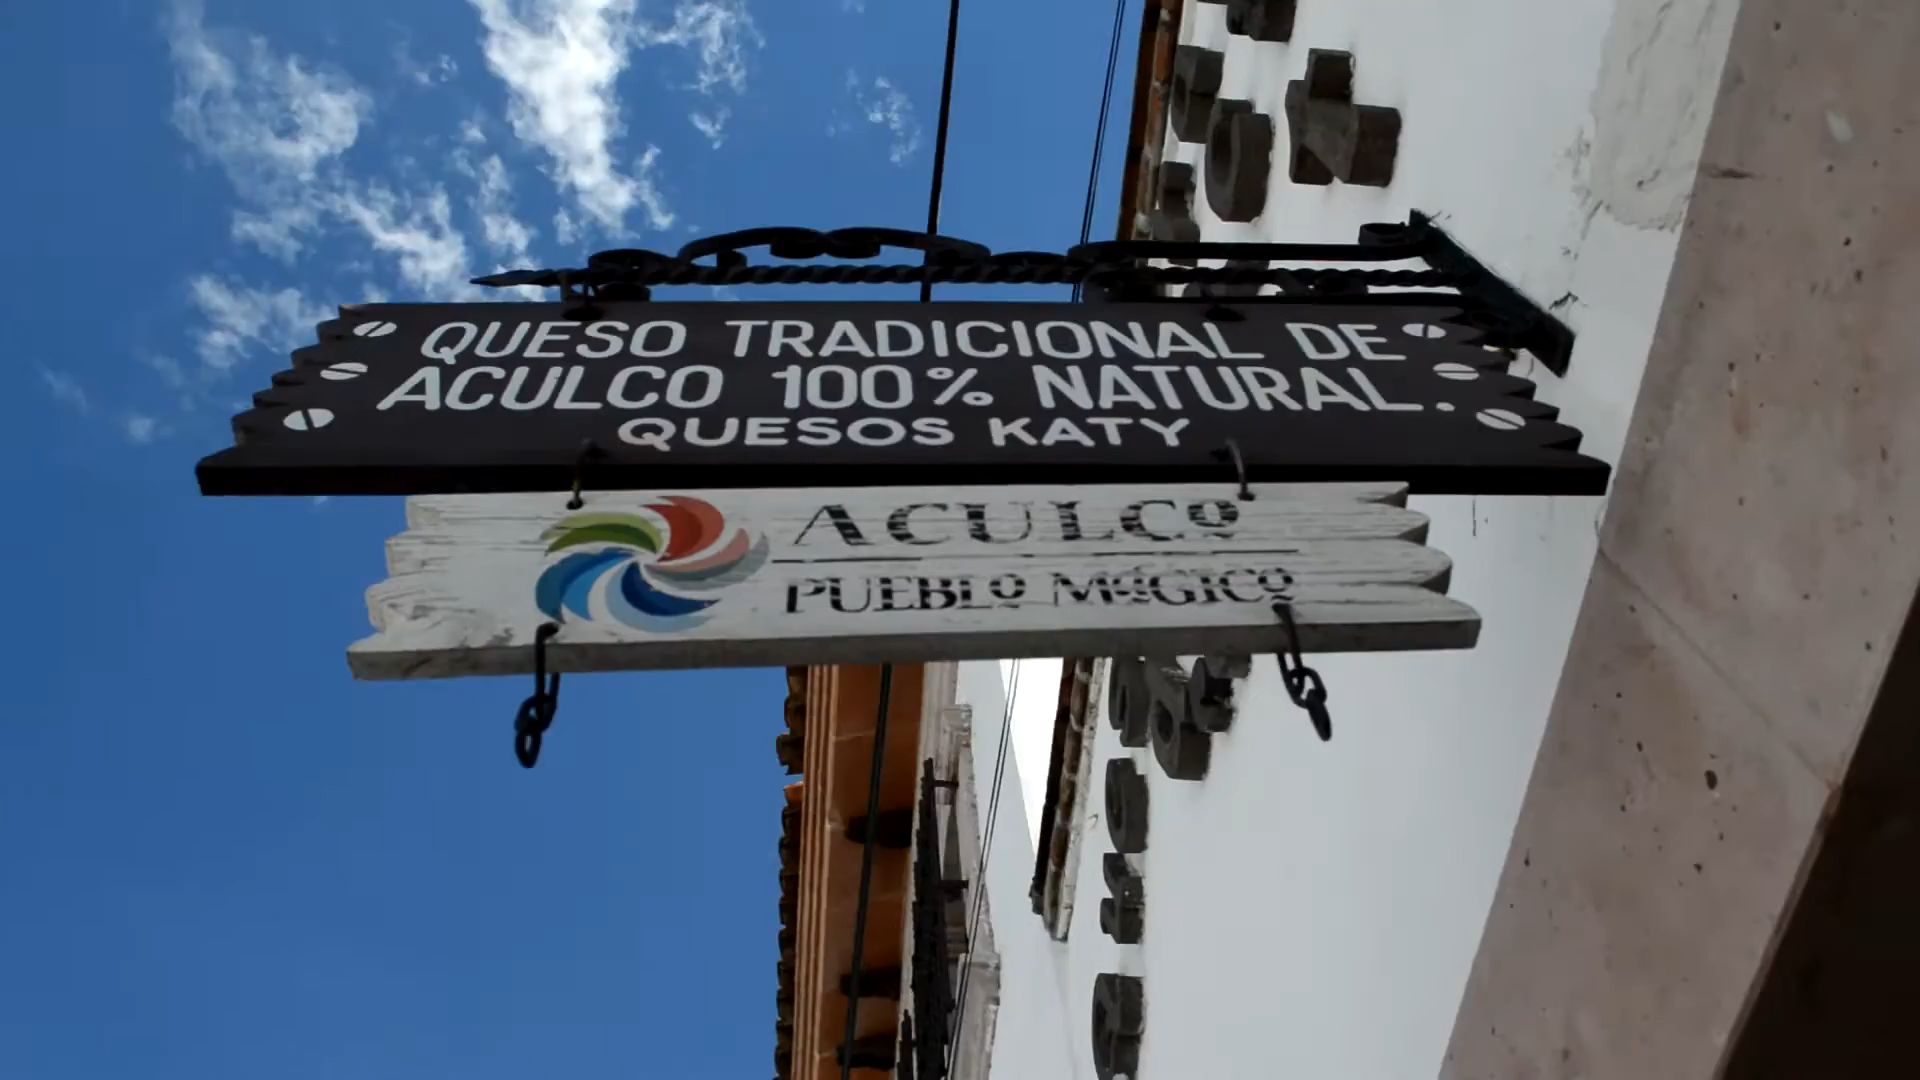 QUESO TRADICIONAL DE
ACULCO 100% NATURAL.
QUESOS KATY
ACULCO
PUEBLO MáGICO